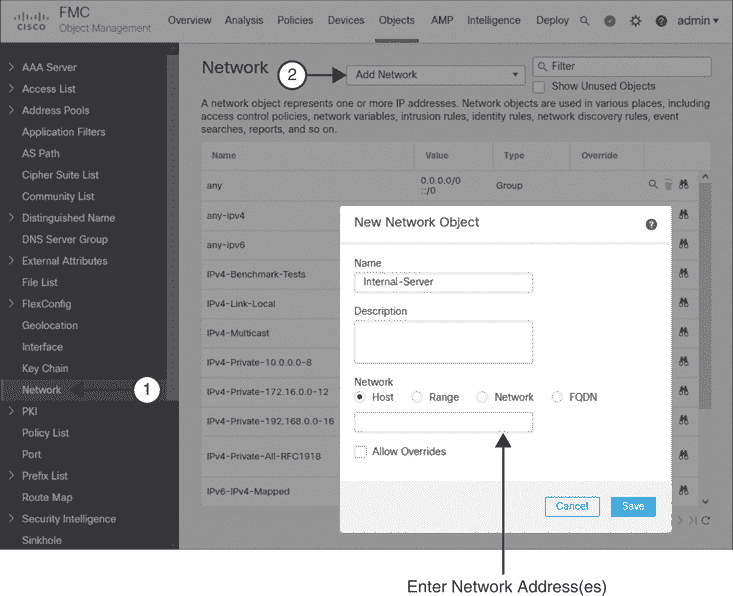 CISCO
FMC
Object Management
Overview Analysis Policies Devices Objects AMP Intelligence Deploy admin
AAA Server
Access List
Address Pools
Application Filters
AS Path
Cipher Suite List
Community List
Distinguished Name
DNS Server Group
External Attributes
File List
FlexConfig
Geolocation
Interface
Key Chain
Network
1
PKI
Policy List
Port
Prefix List
Route Map
Security Intelligence
Sinkhole
Network
2
Add Network
Filter
Show Unused Objects
A network object represents one or more IP addresses. Network objects are used in various places, including
access control policies, network variables, intrusion rules, identity rules, network discovery rules, event
searches, reports, and so on.
Name Value Type Override
any 0.0.0.0/0 Group
::/0
any-ipv4
any-ipv6
IPv4-Benchmark-Tests
IPv4-Link-Local
IPv4-Multicast
IPv4-Private-10.0.0.0-8
IPv4-Private-172.16.0.0-12
IPv4-Private-192.168.0.0-16
IPv4-Private-All-RFC1918
IPv6-IPv4-Mapped
New Network Object
?
Name
Internal-Server
Description
Network
Host Range Network FQDN
Allow Overrides
Cancel Save
Enter Network Address(es)